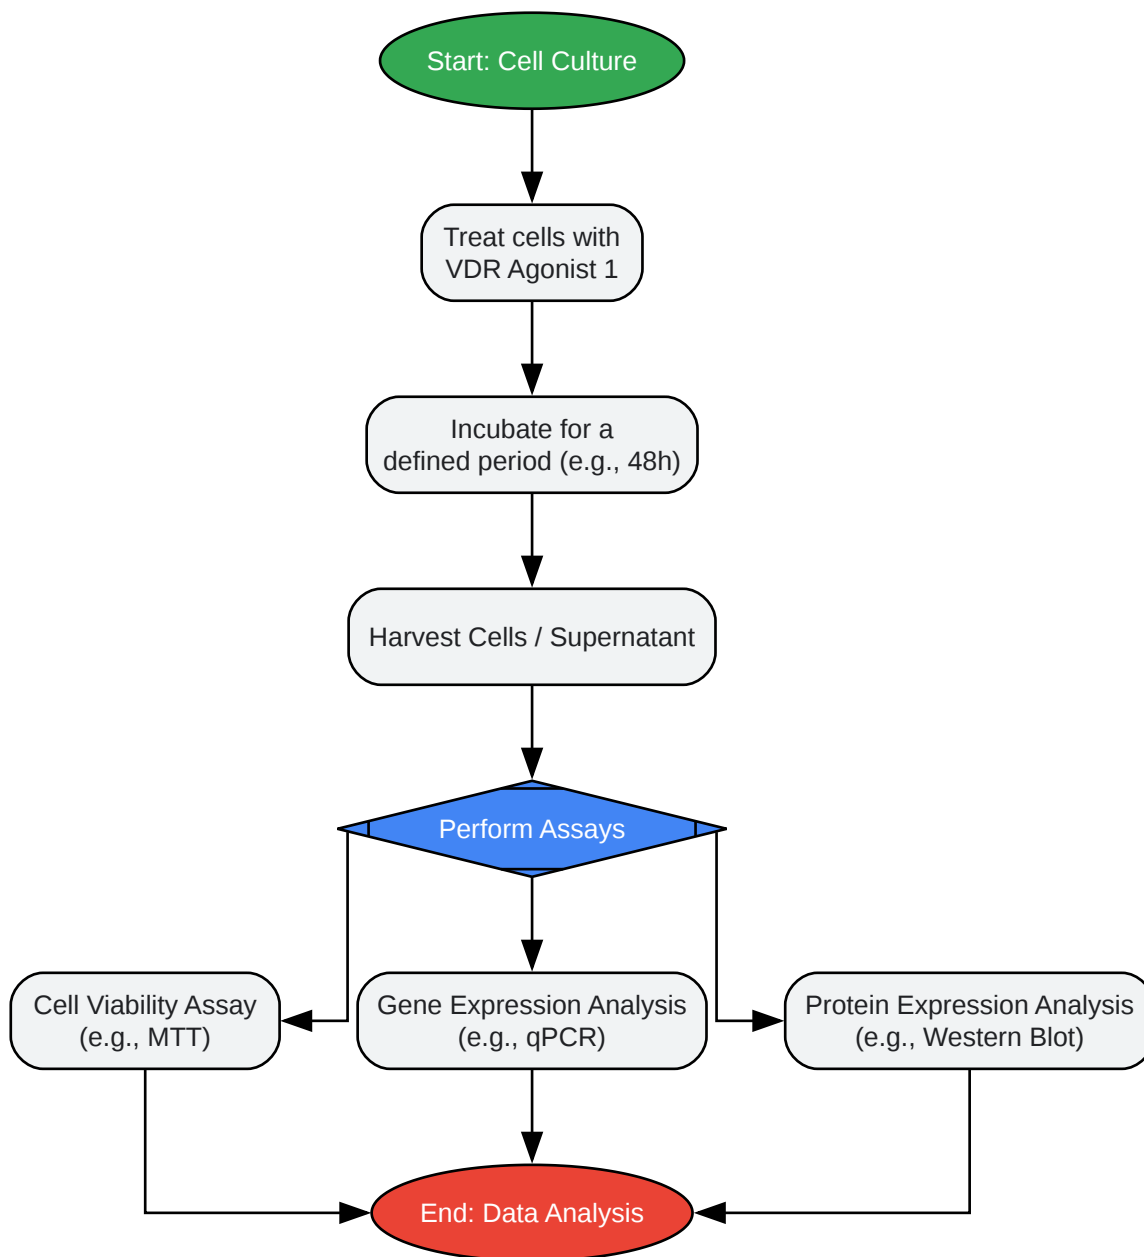 Start: Cell Culture
Treat cells with
VDR Agonist 1
Incubate for a
defined period (e.g., 48h)
Harvest Cells / Supernatant
Perform Assays
Cell Viability Assay
(e.g., MTT)
Gene Expression Analysis
(e.g., qPCR)
Protein Expression Analysis
(e.g., Western Blot)
End: Data Analysis